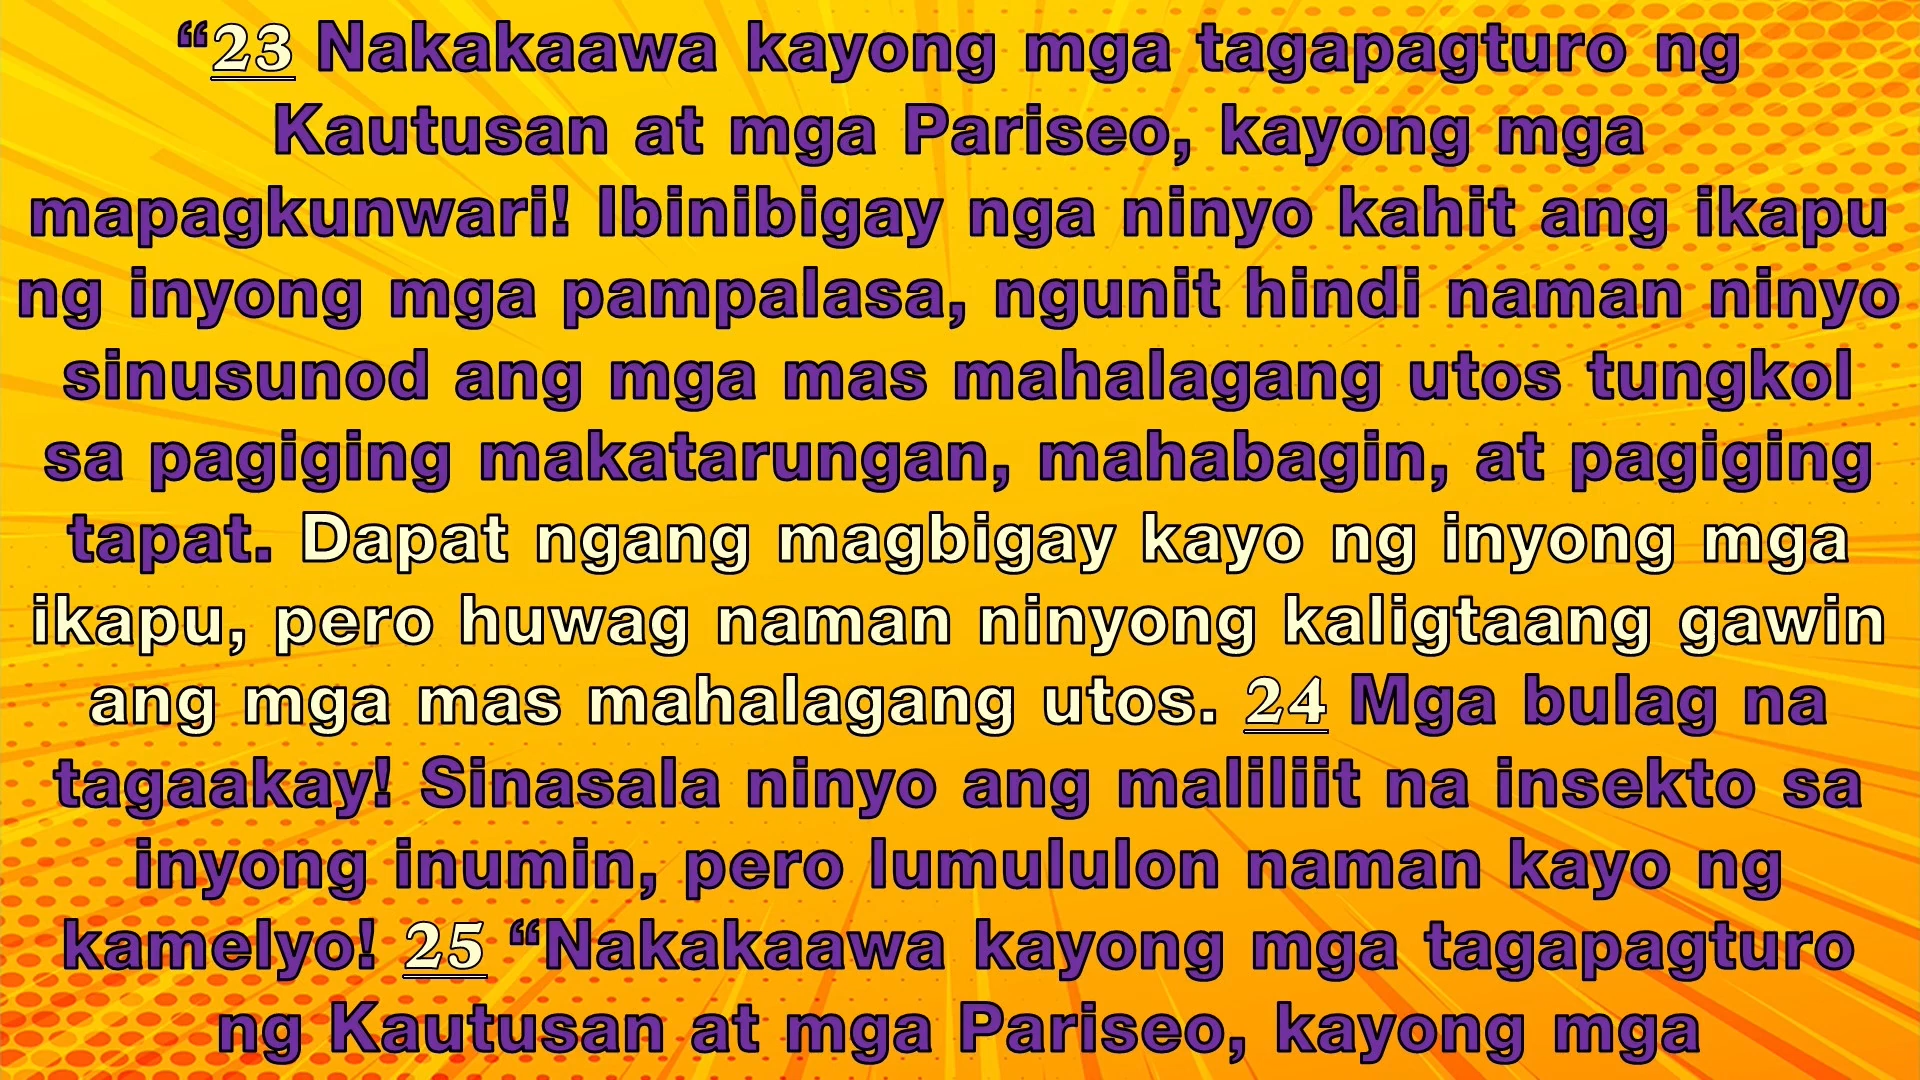 “23 Nakakaawa kayong mga tagapagturo ng
Kautusan at mga Pariseo, kayong mga
mapagkunwari! Ibinibigay nga ninyo kahit ang ikapu
ng inyong mga pampalasa, ngunit hindi naman ninyo
sinusunod ang mga mas mahalagang utos tungkol
sa pagiging makatarungan, mahabagin, at pagiging
tapat. Dapat ngang magbigay kayo ng inyong mga
ikapu, pero huwag naman ninyong kaligtaang gawin
ang mga mas mahalagang utos. 24 Mga bulag na
tagaakay! Sinasala ninyo ang maliliit na insekto sa
inyong inumin, pero lumululon naman kayo ng
kamelyo! 25 “Nakakaawa kayong mga tagapagturo
ng Kautusan at mga Pariseo, kayong mga